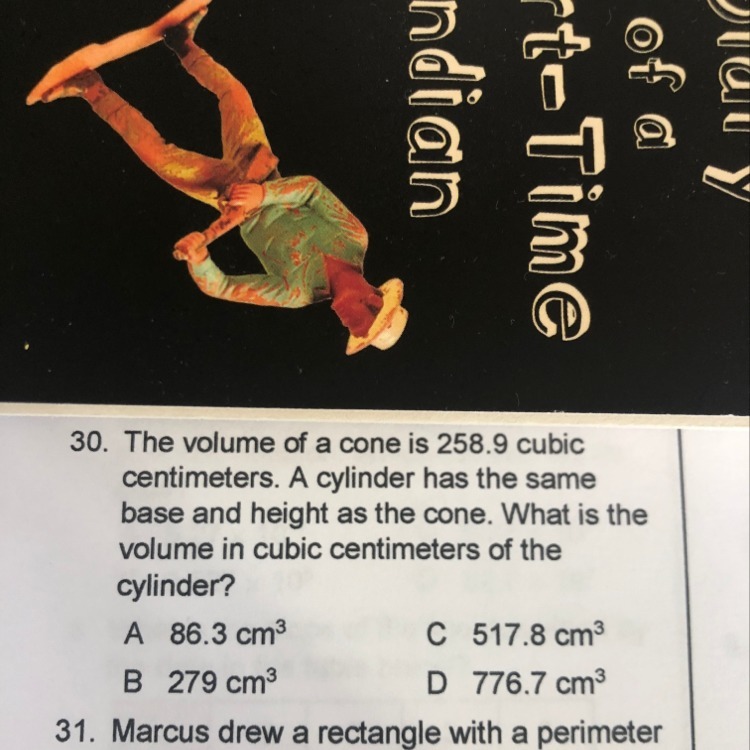 of a
Time
30. The volume of a cone is 258.9 cubic
centimeters. A cylinder has the same
base and height as the cone. What is the
volume in cubic centimeters of the
cylinder?
A 86.3 cm³
C 517.8 cm³
B 279 cm³
D 776.7 cm³
31. Marcus drew a rectangle with a perimeter